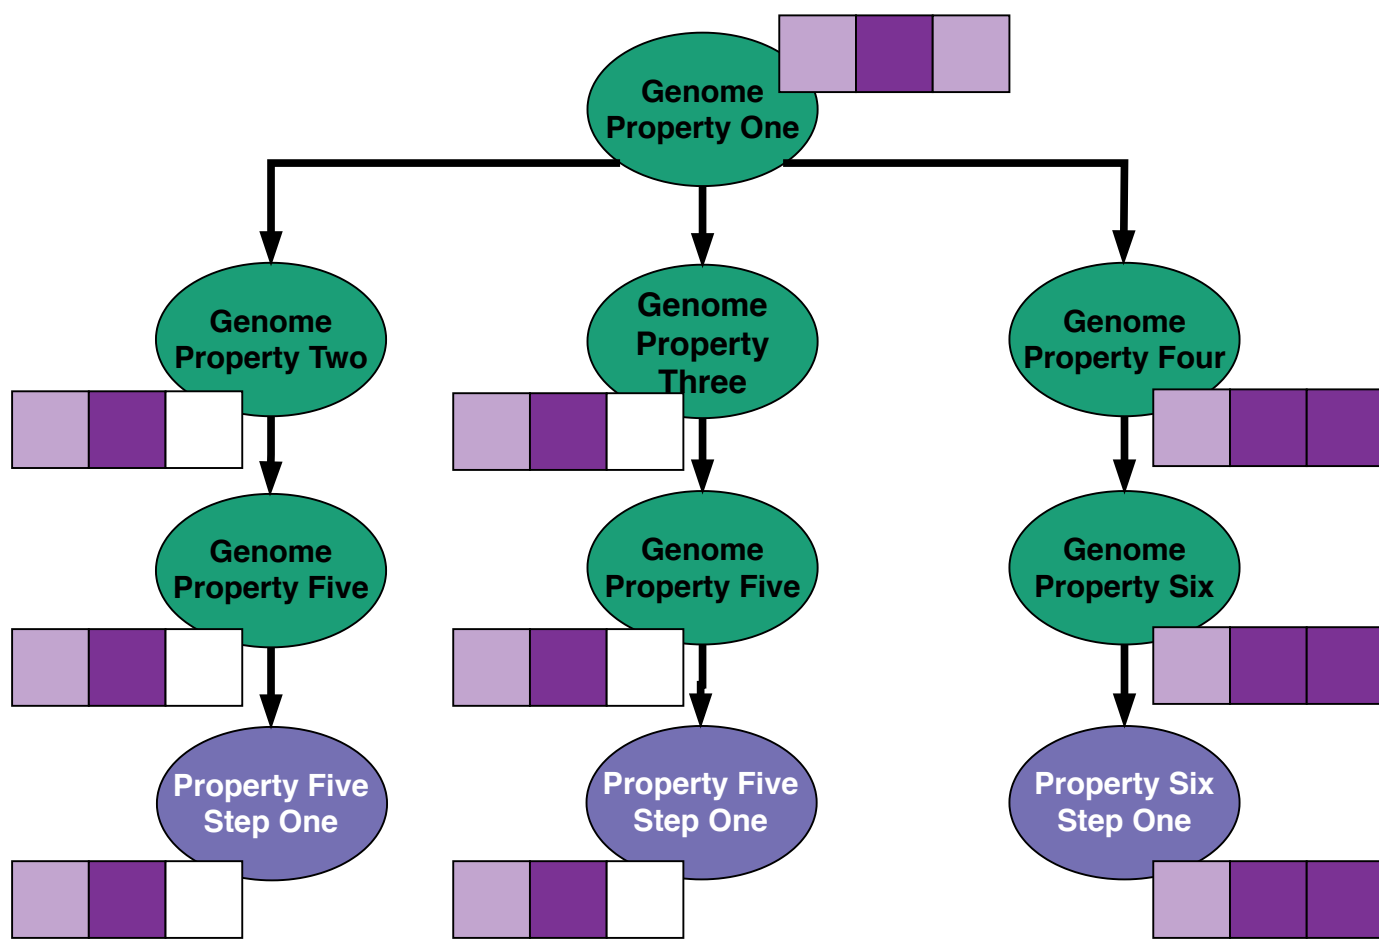 Genome
Property One
Genome
Property Two
Genome
Property
Three
Genome
Property Four
Genome
Property Five
Genome
Property Five
Genome
Property Six
Property Five
Step One
Property Five
Step One
Property Six
Step One